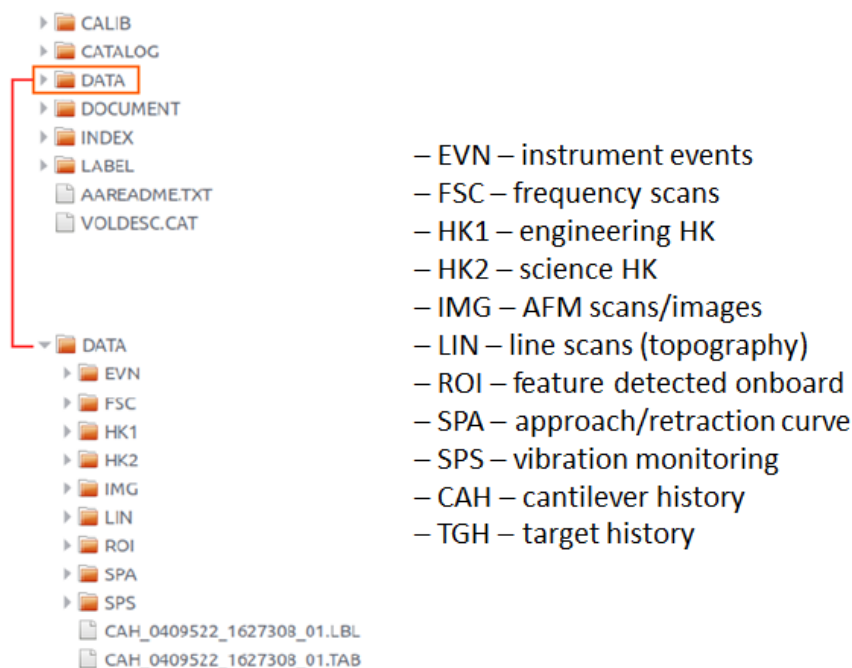 CALIB
CATALOG
DATA
DOCUMENT
INDEX
LABEL
AAREADME.TXT
VOLDESC.CAT
DATA
EVN
FSC
HK1
HK2
IMG
LIN
ROI
SPA
SPS
CAH_0409522_1627308_01.LBL
CAH_0409522_1627308_01.TAB
– EVN – instrument events
– FSC – frequency scans
– HK1 – engineering HK
– HK2 – science HK
– IMG – AFM scans/images
– LIN – line scans (topography)
– ROI – feature detected onboard
– SPA – approach/retraction curve
– SPS – vibration monitoring
– CAH – cantilever history
– TGH – target history